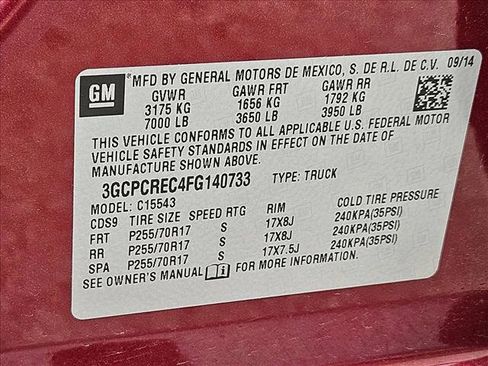 GM
*MFD BY GENERAL MOTORS DE MEXICO, S. DE R.L. DE C.V. 09/14
GVWR GAWR FRT GAWR RR
3175 KG 1656 KG 1792 KG
7000 LB 3650 LB 3950 LB
THIS VEHICLE CONFORMS TO ALL APPLICABLE U.S. FEDERAL MOTOR
VEHICLE SAFETY STANDARDS IN EFFECT ON THE DATE OF
MANUFACTURE SHOWN ABOVE.
3GCPCREC4FG140733 TYPE: TRUCK
MODEL: C15543
CDS9 TIRE SIZE SPEED RTG RIM COLD TIRE PRESSURE
FRT P255/70R17 S 17X8J 240KPA(35PSI)
RR P255/70R17 S 17X8J 240KPA(35PSI)
SPA P255/70R17 S 17X7.5J 240KPA(35PSI)
SEE OWNER'S MANUAL FOR MORE INFORMATION.